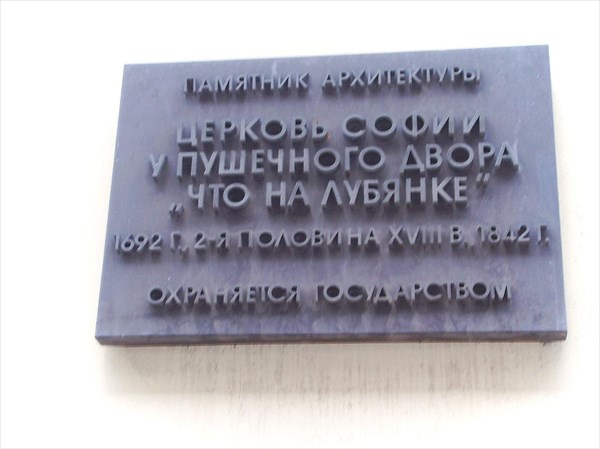 ПАМЯТНИК АРХИТЕКТУРЫ
ЦЕРКОВЬ СОФИИ
У ПУШЕЧНОГО ДВОРА,
„ЧТО НА ЛУБЯНКЕ”
1692 Г., 2-Я ПОЛОВИНА XVIII В., 1842 Г.
ОХРАНЯЕТСЯ ГОСУДАРСТВОМ